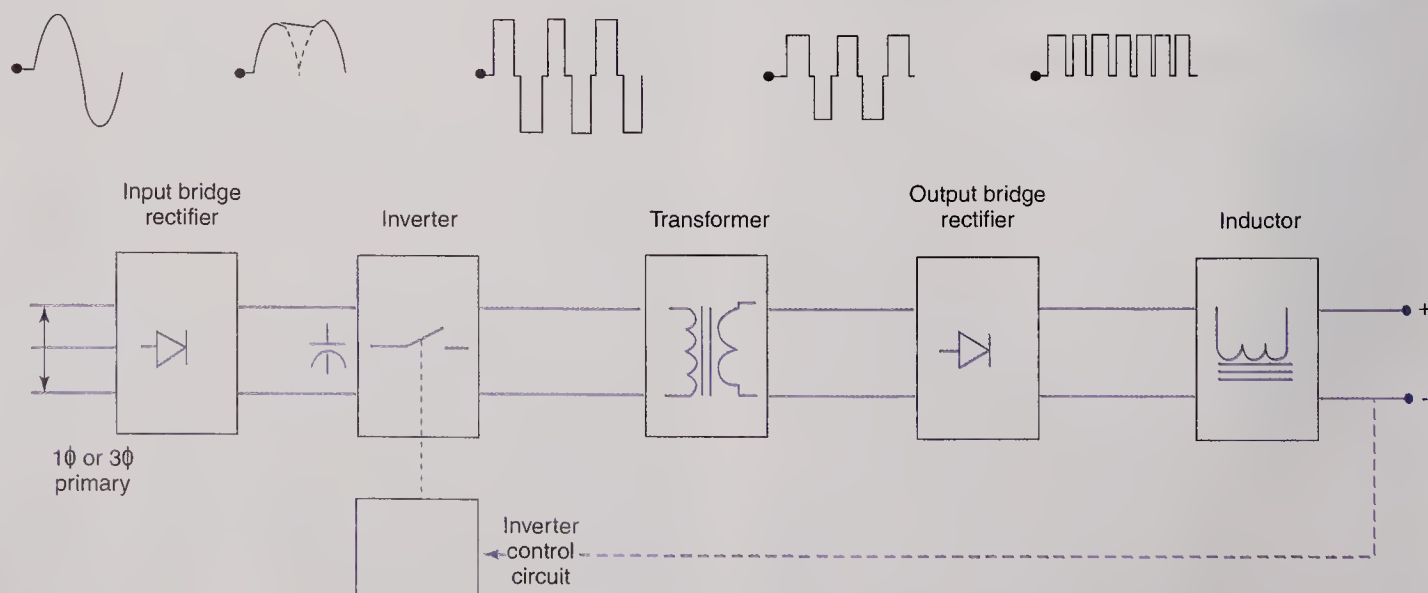 Input bridge
rectifier
Inverter
Transformer
Output bridge
rectifier
Inductor
+
-
1ϕ or 3ϕ
primary
Inverter
control
circuit